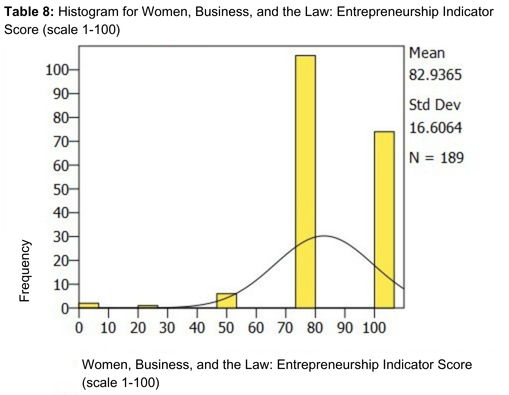 Table 8: Histogram for Women, Business, and the Law: Entrepreneurship Indicator
Score (scale 1-100)
Mean
82.9365
Std Dev
16.6064
N = 189
100
90
80
70
60
50
40
30
20
10
0
Frequency
0 10 20 30 40 50 60 70 80 90 100
Women, Business, and the Law: Entrepreneurship Indicator Score
(scale 1-100)